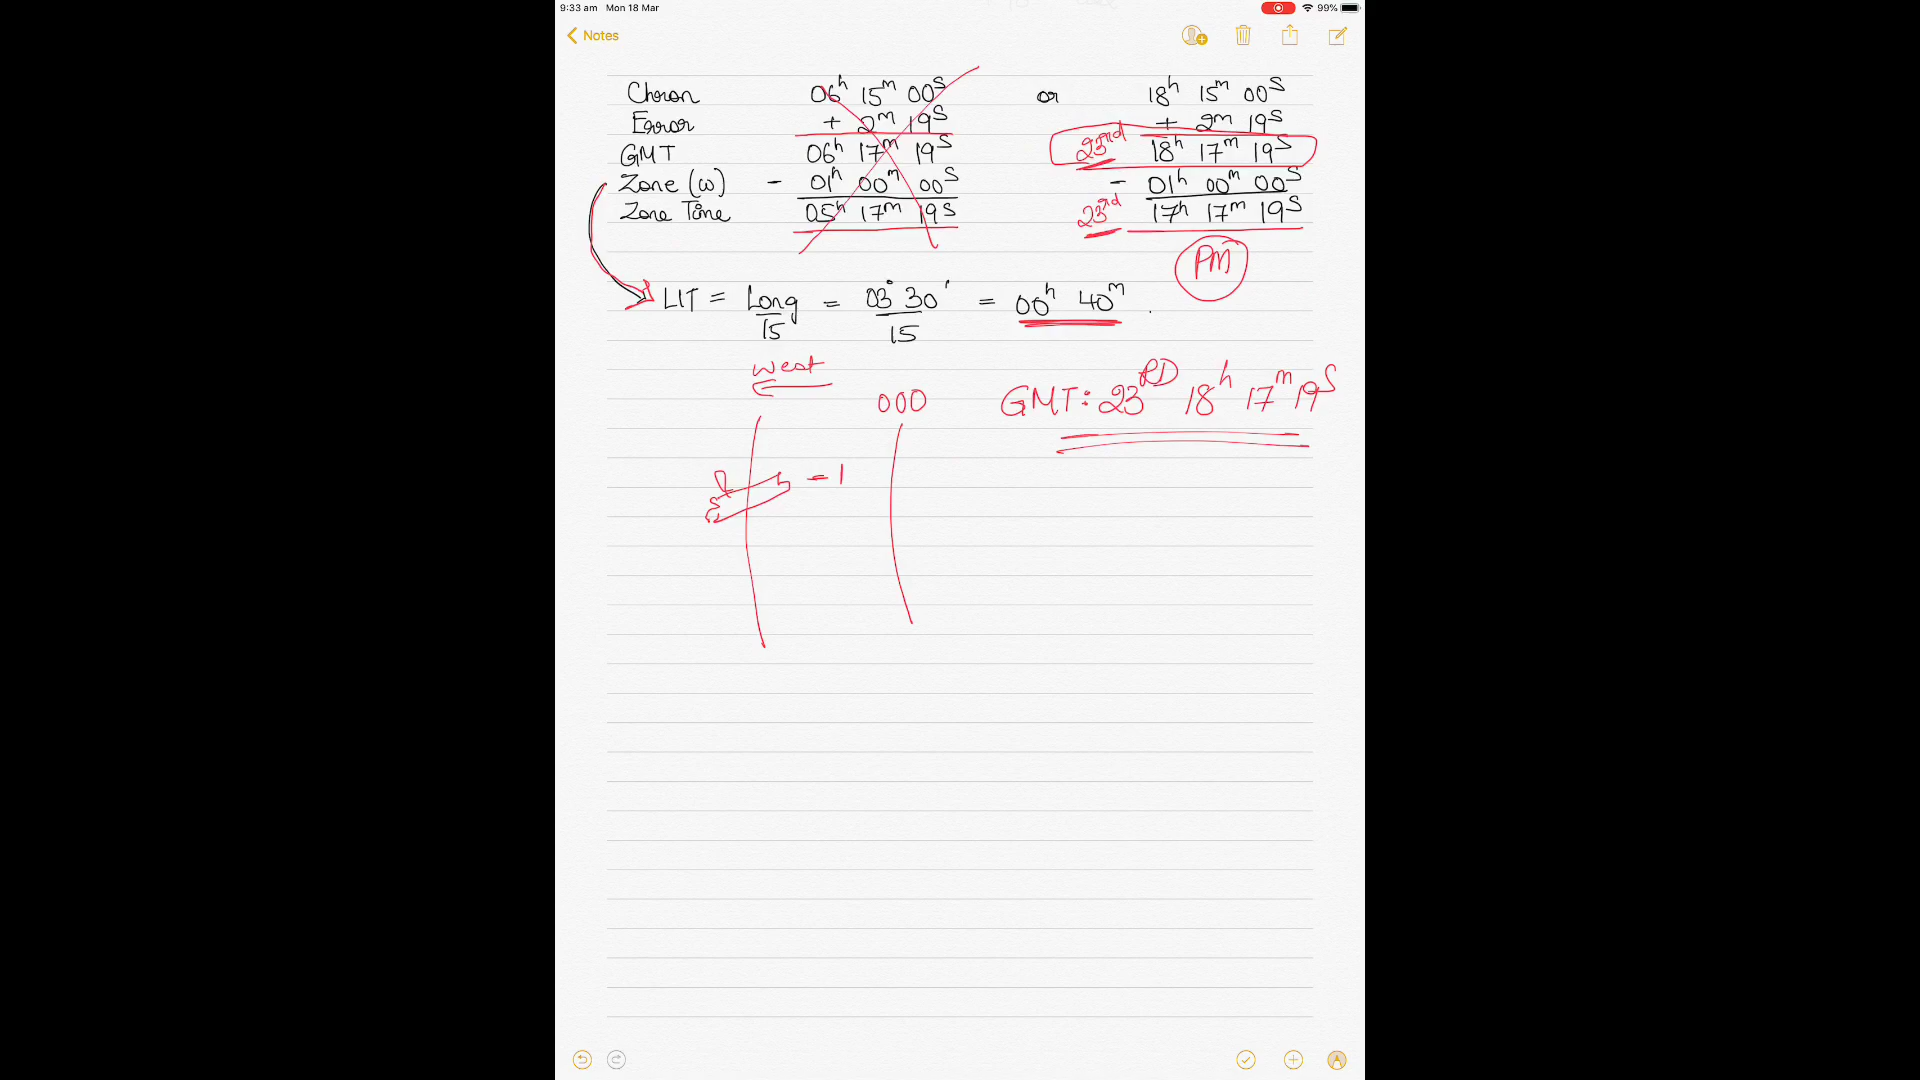 9:33 am Mon 18 Mar 99%
Notes
Chron 06h 15m 00s or 18h 15m 00s
Error + 2m 19s + 2m 19s
GMT 06h 17m 19s 23rd 18h 17m 19s
Zone (w) - 01h 00m 00s - 01h 00m 00s
Zone Time 05h 17m 19s 23rd 17h 17m 19s
PM
LIT = Long/15 = 03° 30'/15 = 00h 40m .
West
000 GMT: 23RD 18h 17m 19s
= 1